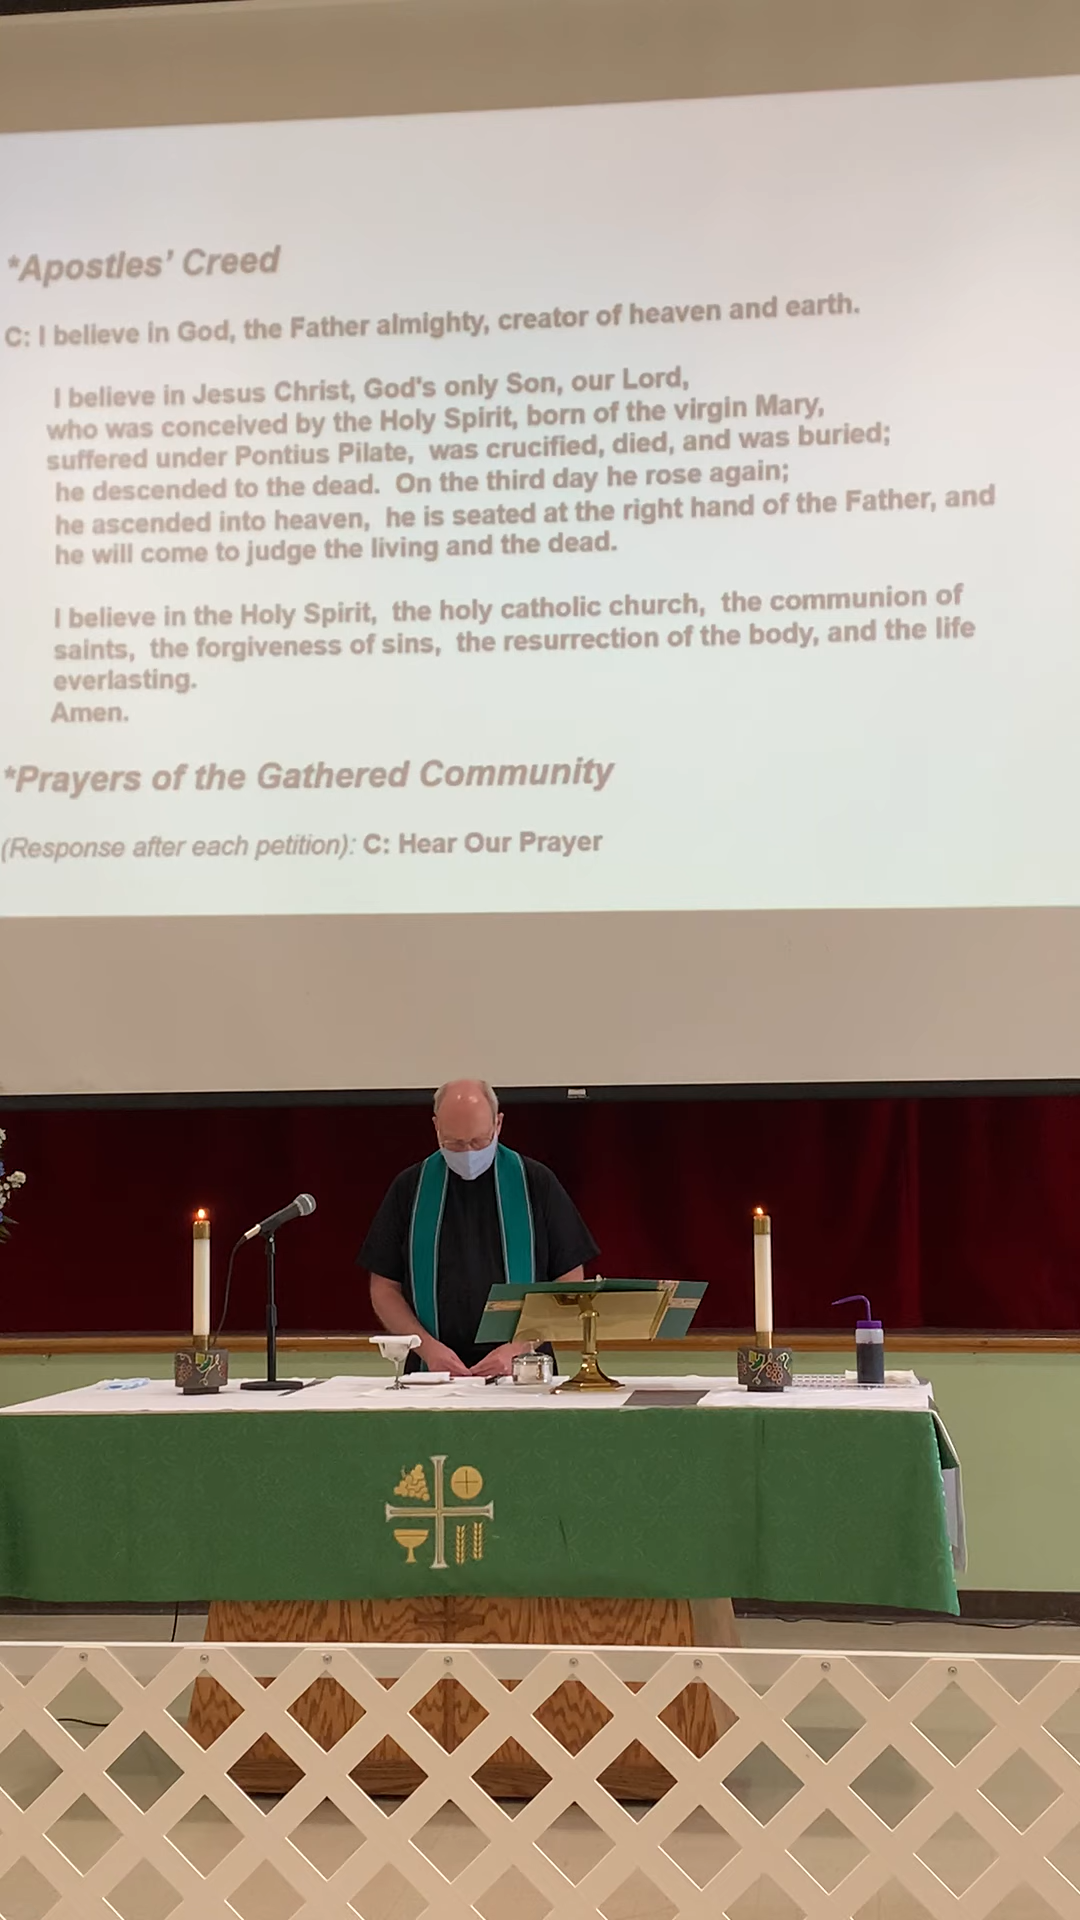 *Apostles' Creed
C: I believe in God, the Father almighty, creator of heaven and earth.
I believe in Jesus Christ, God's only Son, our Lord,
who was conceived by the Holy Spirit, born of the virgin Mary,
suffered under Pontius Pilate, was crucified, died, and was buried;
he descended to the dead. On the third day he rose again;
he ascended into heaven, he is seated at the right hand of the Father, and
he will come to judge the living and the dead.
I believe in the Holy Spirit, the holy catholic church, the communion of
saints, the forgiveness of sins, the resurrection of the body, and the life
everlasting.
Amen.
*Prayers of the Gathered Community
(Response after each petition): C: Hear Our Prayer